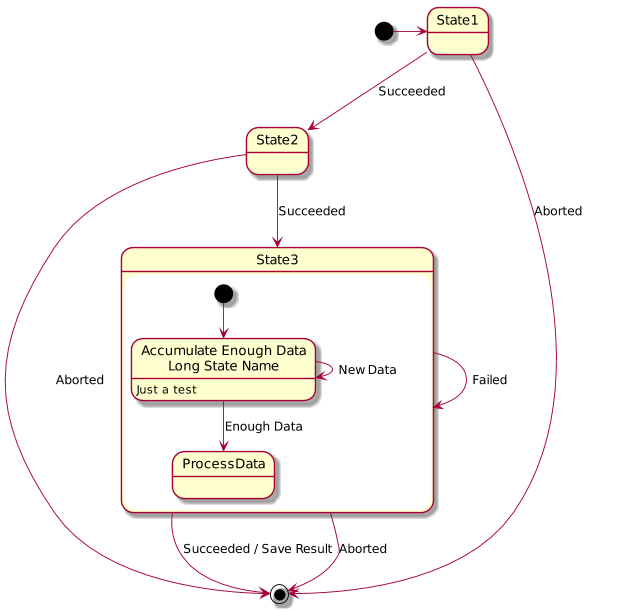 State1
Succeeded
State2
Aborted
Succeeded
State3
Accumulate Enough Data
Long State Name
New Data
Just a test
Aborted
Failed
Enough Data
ProcessData
Succeeded / Save Result
Aborted